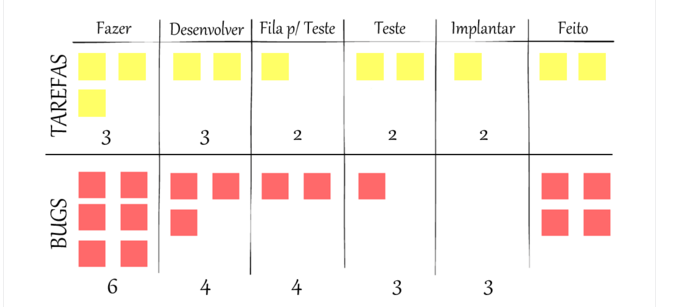 Fazer Desenvolver Fila p/ Teste Teste Implantar Feito
TAREFAS
3 3 2 2 2
BUGS
6 4 4 3 3